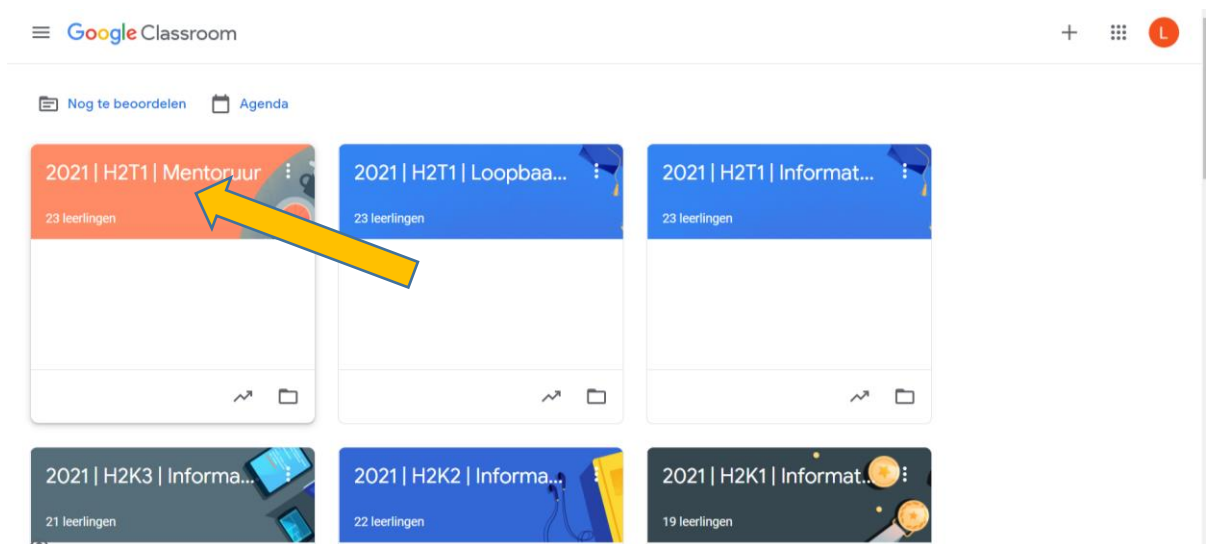 Google Classroom
L
Nog te beoordelen Agenda
2021 | H2T1 | Mentoruur
23 leerlingen
2021 | H2T1 | Loopbaa...
23 leerlingen
2021 | H2T1 | Informat...
23 leerlingen
2021 | H2K3 | Informa...
21 leerlingen
2021 | H2K2 | Informa...
22 leerlingen
2021 | H2K1 | Informat...
19 leerlingen